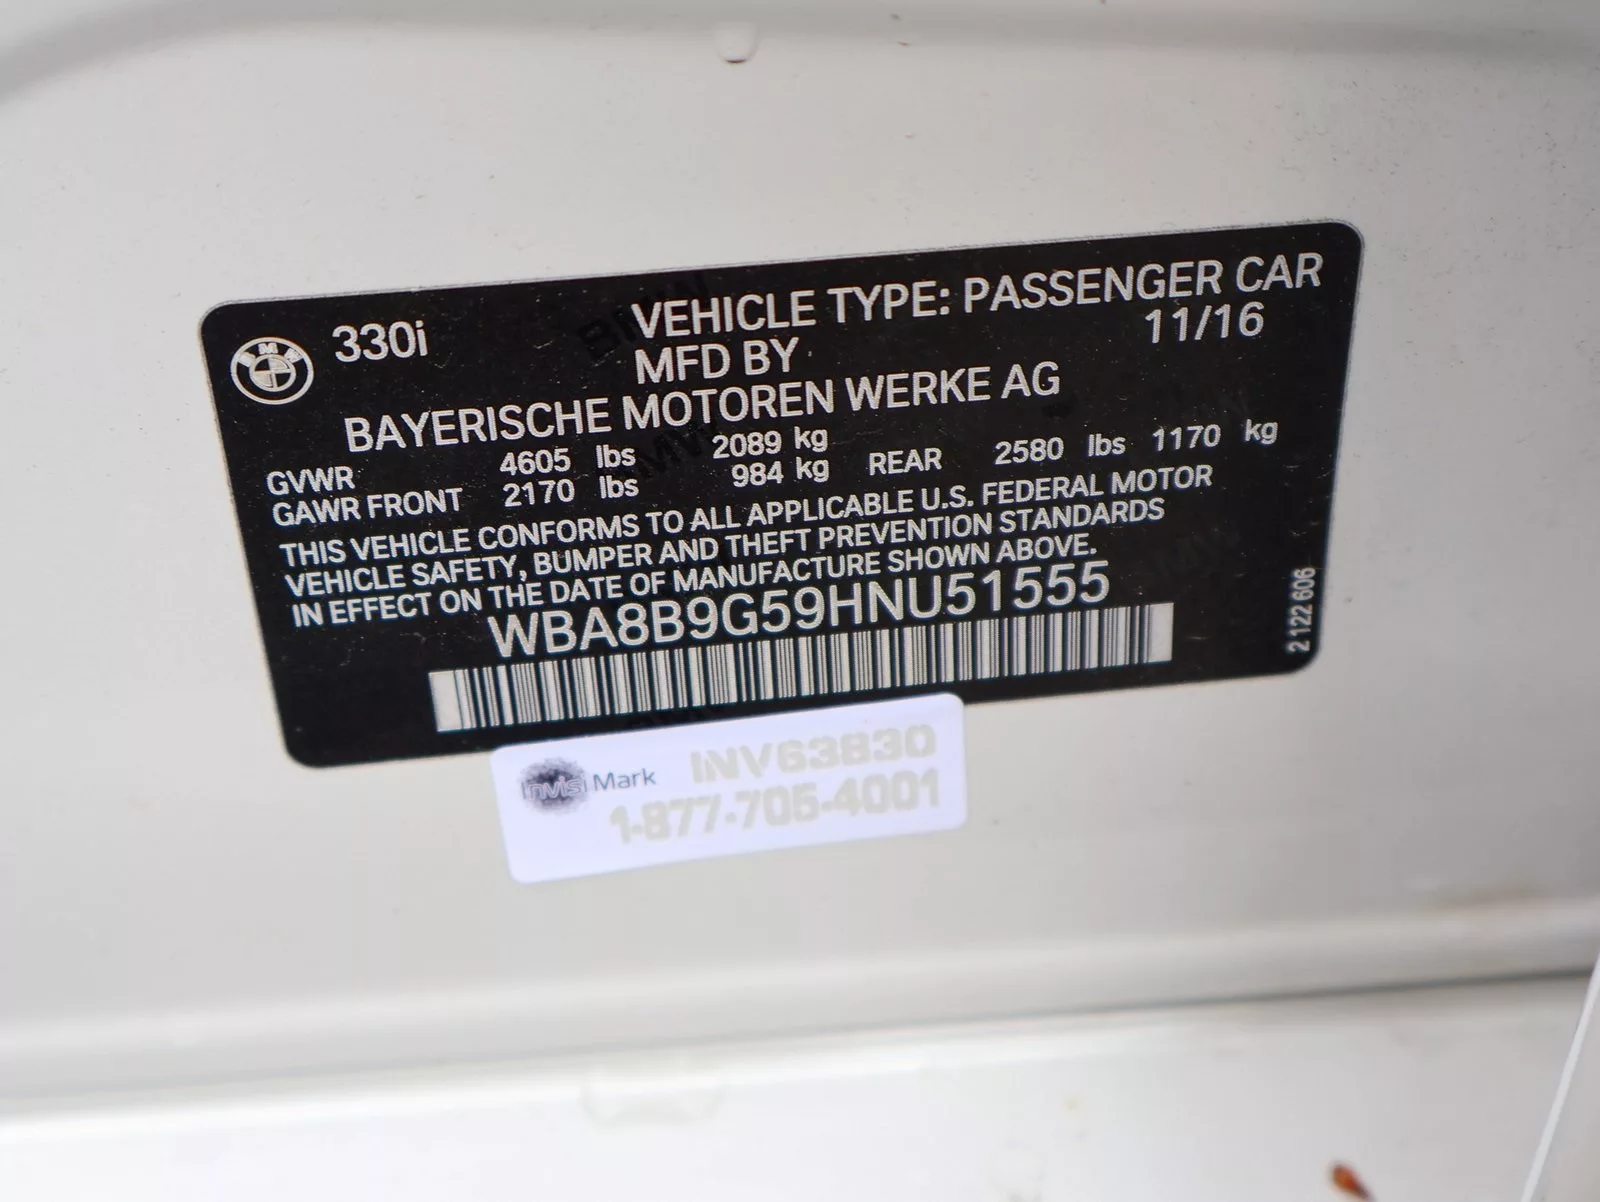 BMW 330i VEHICLE TYPE: PASSENGER CAR
MFD BY 11/16
BAYERISCHE MOTOREN WERKE AG
GVWR 4605 lbs 2089 kg
GAWR FRONT 2170 lbs 984 kg REAR 2580 lbs 1170 kg
THIS VEHICLE CONFORMS TO ALL APPLICABLE U.S. FEDERAL MOTOR
VEHICLE SAFETY, BUMPER AND THEFT PREVENTION STANDARDS
IN EFFECT ON THE DATE OF MANUFACTURE SHOWN ABOVE.
WBA8B9G59HNU51555
2 122 606
InvisiMark INV63830
1-877-705-4001